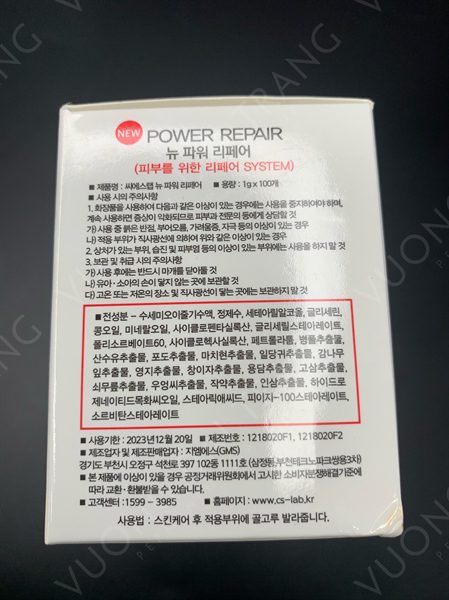 NEW POWER REPAIR
뉴 파워 리페어
(피부를 위한 리페어 SYSTEM)
■ 제품명 : 씨에스랩 뉴 파워 리페어 ■ 용량 : 1g x 100개
■ 사용 시의 주의사항
1. 화장품을 사용하여 다음과 같은 이상이 있는 경우에는 사용을 중지하여야 하며,
계속 사용하면 증상이 악화되므로 피부과 전문의 등에게 상담할 것
가) 사용 중 붉은 반점, 부어오름, 가려움증, 자극 등의 이상이 있는 경우
나) 적용 부위가 직사광선에 의하여 위와 같은 이상이 있는 경우
2. 상처가 있는 부위, 습진 및 피부염 등의 이상이 있는 부위에는 사용을 하지 말 것
3. 보관 및 취급 시의 주의사항
가) 사용 후에는 반드시 마개를 닫아둘 것
나) 유아·소아의 손이 닿지 않는 곳에 보관할 것
다) 고온 또는 저온의 장소 및 직사광선이 닿는 곳에는 보관하지 말 것
■전성분 - 수세미오이줄기수액, 정제수, 세테아릴알코올, 글리세린,
콩오일, 미네랄오일, 사이클로펜타실록산, 글리세릴스테아레이트,
폴리소르베이트60, 사이클로헥사실록산, 페트롤라툼, 병풀추출물,
산수유추출물, 포도추출물, 마치현추출물, 일당귀추출물, 감나무
잎추출물, 영지추출물, 창이자추출물, 용담추출물, 고삼추출물,
쇠무릎추출물, 우엉씨추출물, 작약추출물, 인삼추출물, 하이드로
제네이티드폭씨오일, 스테아릭애씨드, 피이지-100스테아레이트,
소르비탄스테아레이트
■ 사용기한 : 2023년12월 20일 ■ 제조번호 : 1218020F1, 1218020F2
■ 제조업자 및 제조판매업자 : 지엠에스(GMS)
경기도 부천시 오정구 석천로 397 102동 1111호 (삼정동,부천테크노파크쌍용3차)
■ 본 제품에 이상이 있을 경우 공정거래위원회에서 고시한 소비자분쟁해결기준에
따라 교환·환불받을 수 있습니다.
■ 고객센터 :1599 - 3985 ■ 홈페이지 : www.cs-lab.kr
사용법 : 스킨케어 후 적용부위에 골고루 발라줍니다.